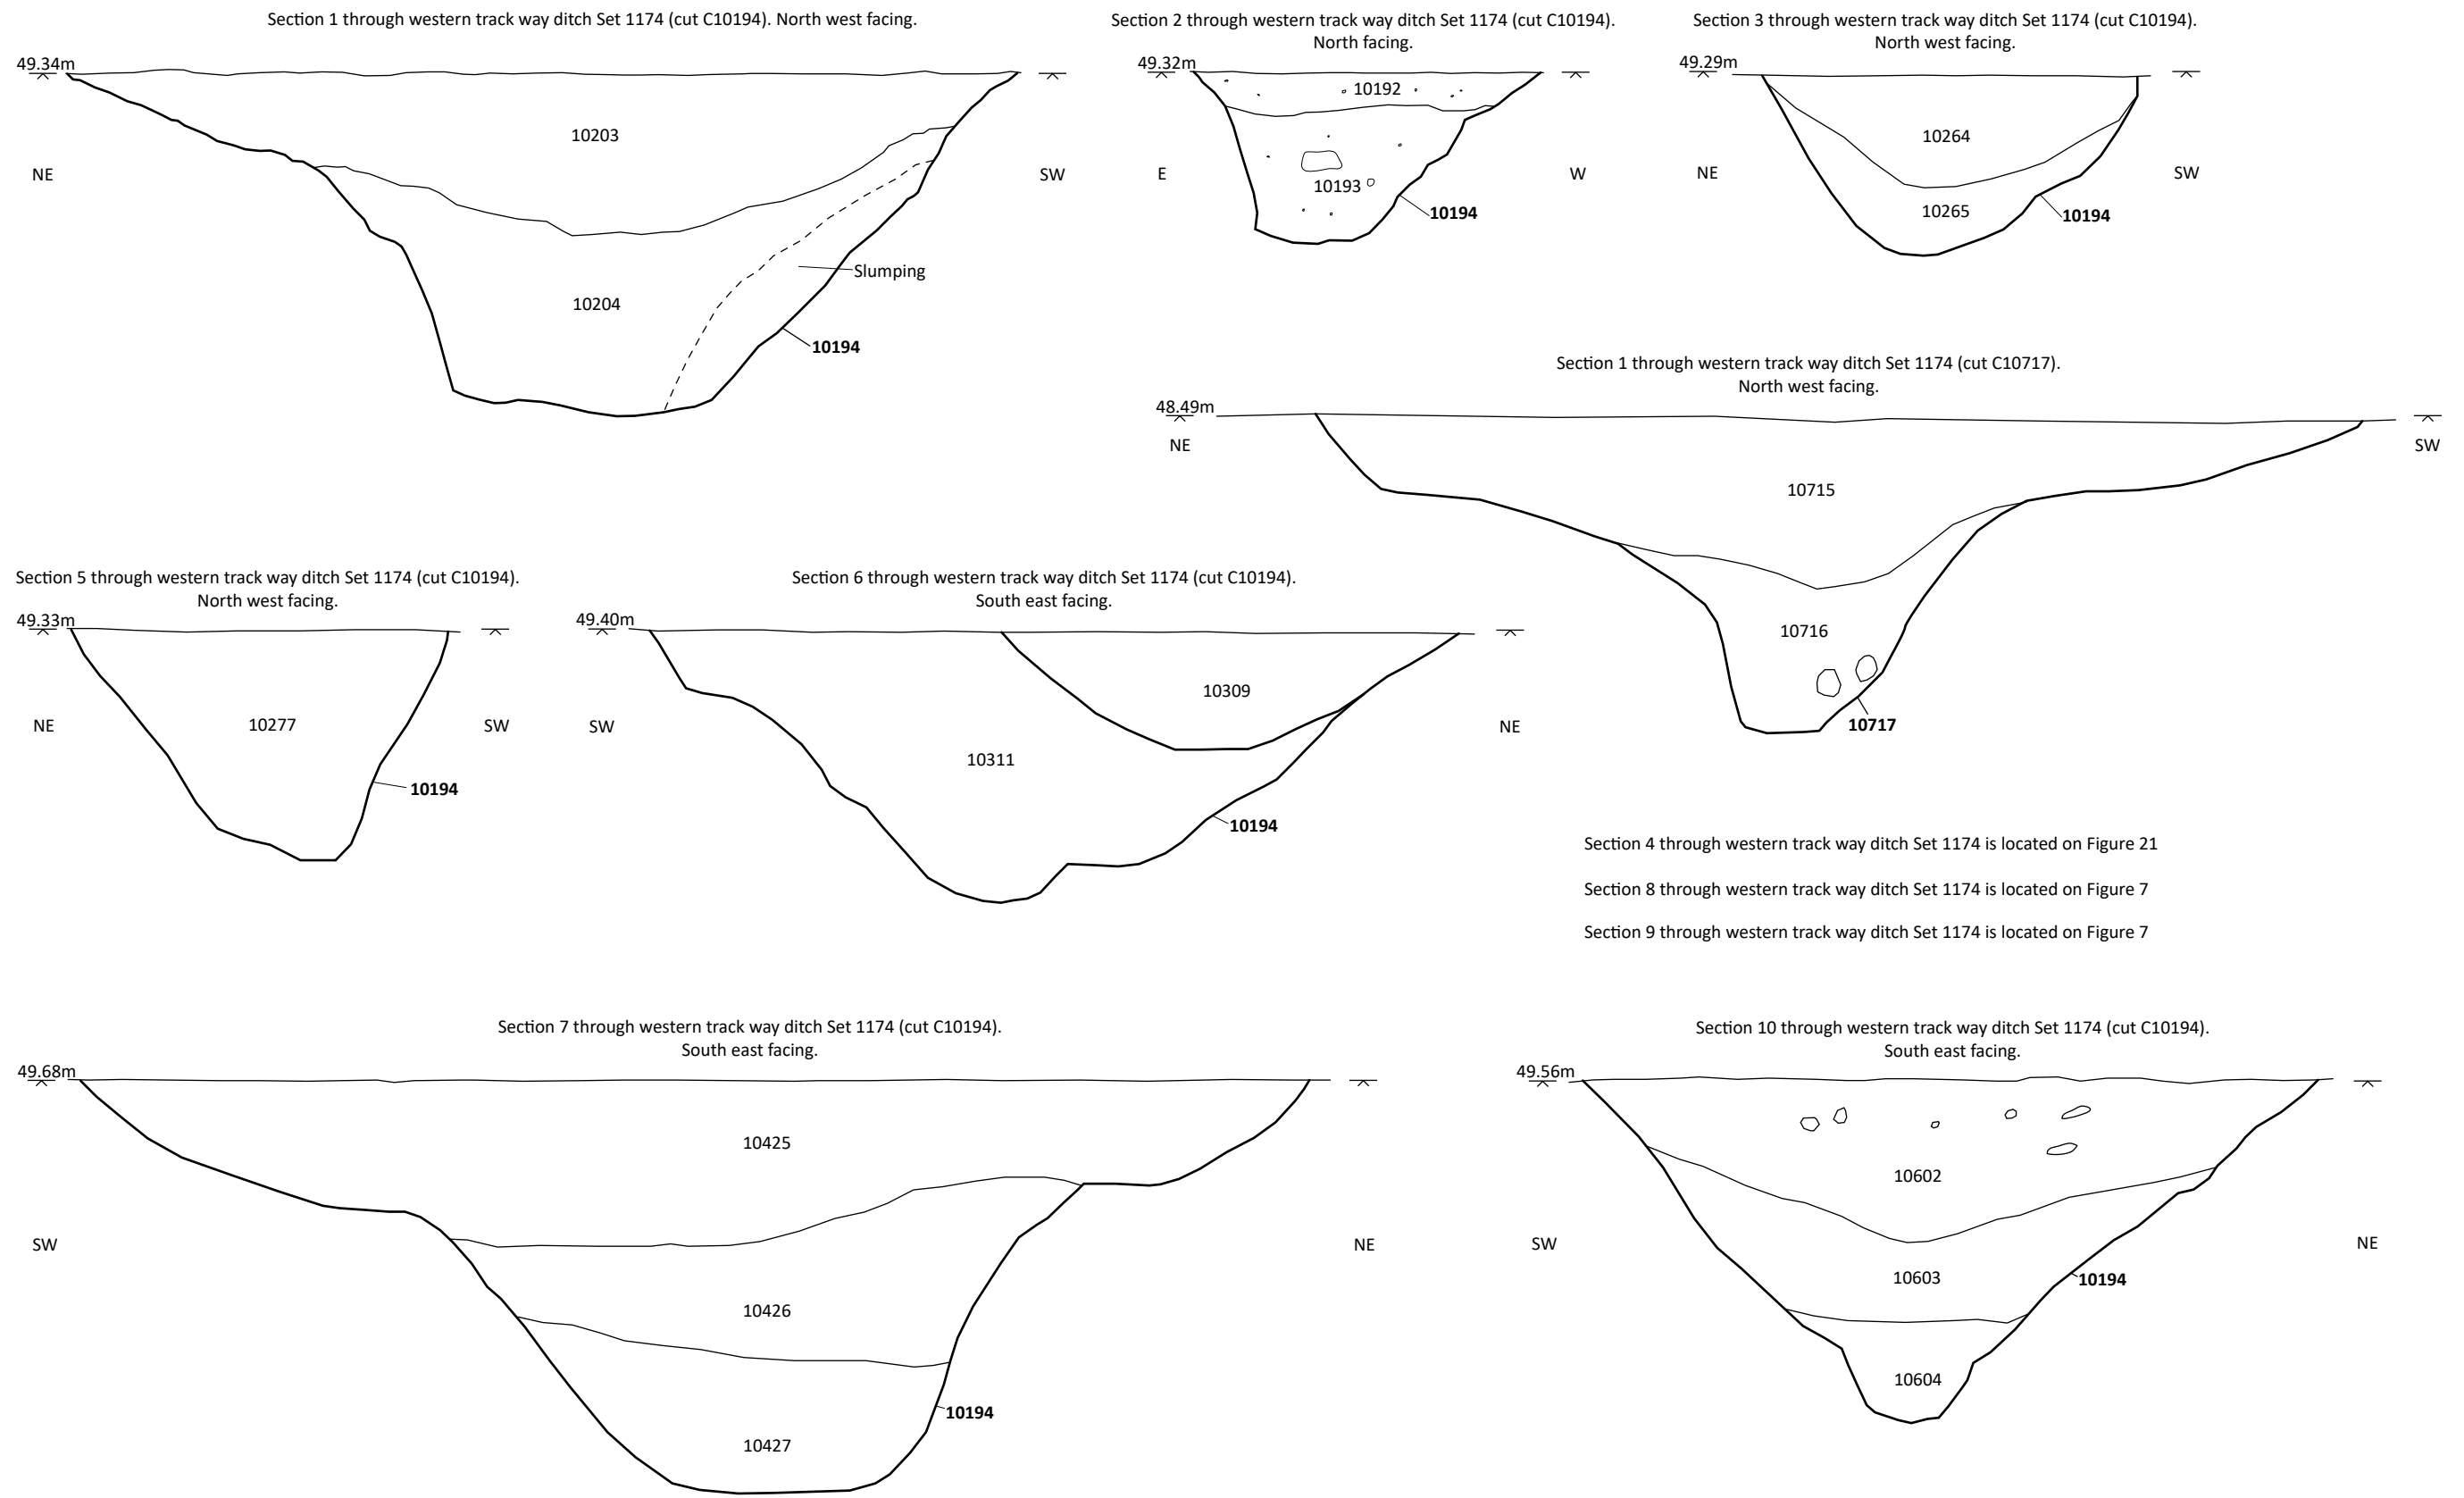 Section 1 through western track way ditch Set 1174 (cut C10194). North west facing.
49.34m
10203
NE
SW
Slumping
10204
10194
Section 2 through western track way ditch Set 1174 (cut C10194).
North facing.
49.32m
10192
E
W
10193
10194
Section 3 through western track way ditch Set 1174 (cut C10194).
North west facing.
49.29m
10264
NE
SW
10265
10194
Section 1 through western track way ditch Set 1174 (cut C10717).
North west facing.
48.49m
NE
SW
10715
10716
10717
Section 5 through western track way ditch Set 1174 (cut C10194).
North west facing.
49.33m
NE
10277
SW
10194
Section 6 through western track way ditch Set 1174 (cut C10194).
South east facing.
49.40m
10309
SW
NE
10311
10194
Section 4 through western track way ditch Set 1174 is located on Figure 21
Section 8 through western track way ditch Set 1174 is located on Figure 7
Section 9 through western track way ditch Set 1174 is located on Figure 7
Section 7 through western track way ditch Set 1174 (cut C10194).
South east facing.
49.68m
10425
SW
NE
10426
10194
10427
Section 10 through western track way ditch Set 1174 (cut C10194).
South east facing.
49.56m
10602
SW
NE
10603
10194
10604